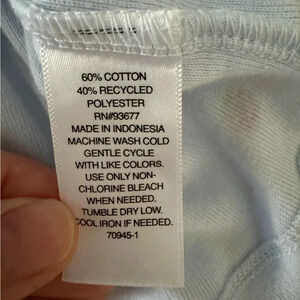 60% COTTON
40% RECYCLED
POLYESTER
RN#93677
MADE IN INDONESIA
MACHINE WASH COLD
GENTLE CYCLE
WITH LIKE COLORS.
USE ONLY NON-
CHLORINE BLEACH
WHEN NEEDED.
TUMBLE DRY LOW.
COOL IRON IF NEEDED.
70945-1